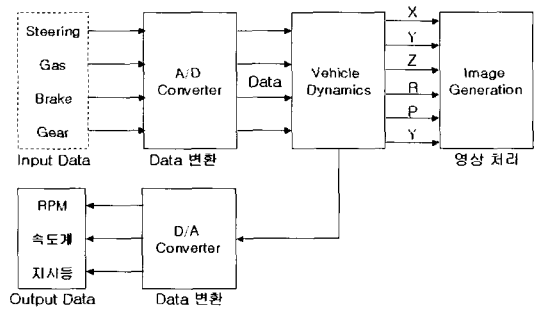 Steering
Gas
Brake
Gear
Input Data
A/D
Converter
Data 변환
Data
Vehicle
Dynamics
X
Y
Z
R
P
Y
Image
Generation
영상 처리
RPM
속도계
지시등
Output Data
D/A
Converter
Data 변환